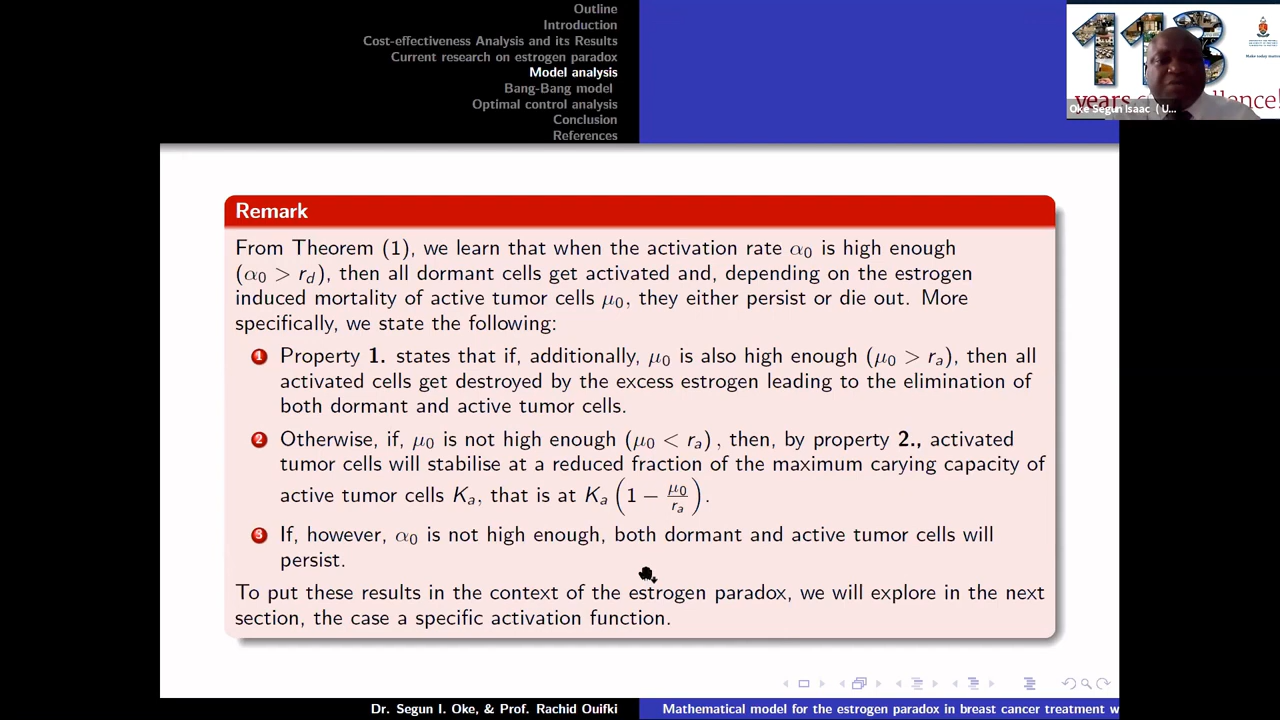 Outline
Introduction
Cost-effectiveness Analysis and its Results
Current research on estrogen paradox
Model analysis
Bang-Bang model
Optimal control analysis
Conclusion
References
113
years
Oke Segun Isaac ( U...
Remark
From Theorem (1), we learn that when the activation rate α₀ is high enough
(α₀ > r_d), then all dormant cells get activated and, depending on the estrogen
induced mortality of active tumor cells μ₀, they either persist or die out. More
specifically, we state the following:
1 Property 1. states that if, additionally, μ₀ is also high enough (μ₀ > r_a), then all
activated cells get destroyed by the excess estrogen leading to the elimination of
both dormant and active tumor cells.
2 Otherwise, if, μ₀ is not high enough (μ₀ < r_a) , then, by property 2., activated
tumor cells will stabilise at a reduced fraction of the maximum carying capacity of
active tumor cells K_a, that is at K_a (1 − μ₀/r_a).
3 If, however, α₀ is not high enough, both dormant and active tumor cells will
persist.
To put these results in the context of the estrogen paradox, we will explore in the next
section, the case a specific activation function.
Dr. Segun I. Oke, & Prof. Rachid Ouifki
Mathematical model for the estrogen paradox in breast cancer treatment w